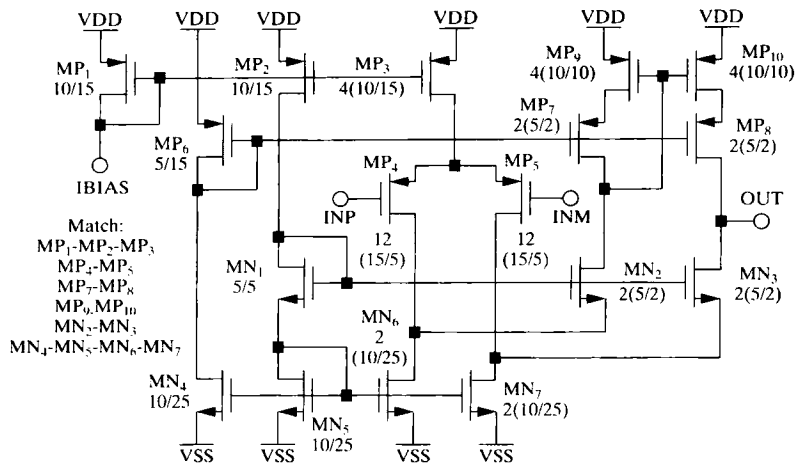 VDD VDD VDD VDD VDD VDD
MP1 10/15
MP2 10/15
MP3 4(10/15)
MP9 4(10/10)
MP10 4(10/10)
MP6 5/15
MP7 2(5/2)
MP8 2(5/2)
IBIAS
MP4
MP5
INP
INM
OUT
12 (15/5)
12 (15/5)
Match:
MP1-MP2-MP3
MP4-MP5
MP7-MP8
MP9.MP10
MN2-MN3
MN4-MN5-MN6-MN7
MN1 5/5
MN2 2(5/2)
MN3 2(5/2)
MN6 2 (10/25)
MN4 10/25
MN5 10/25
MN7 2(10/25)
VSS VSS VSS VSS